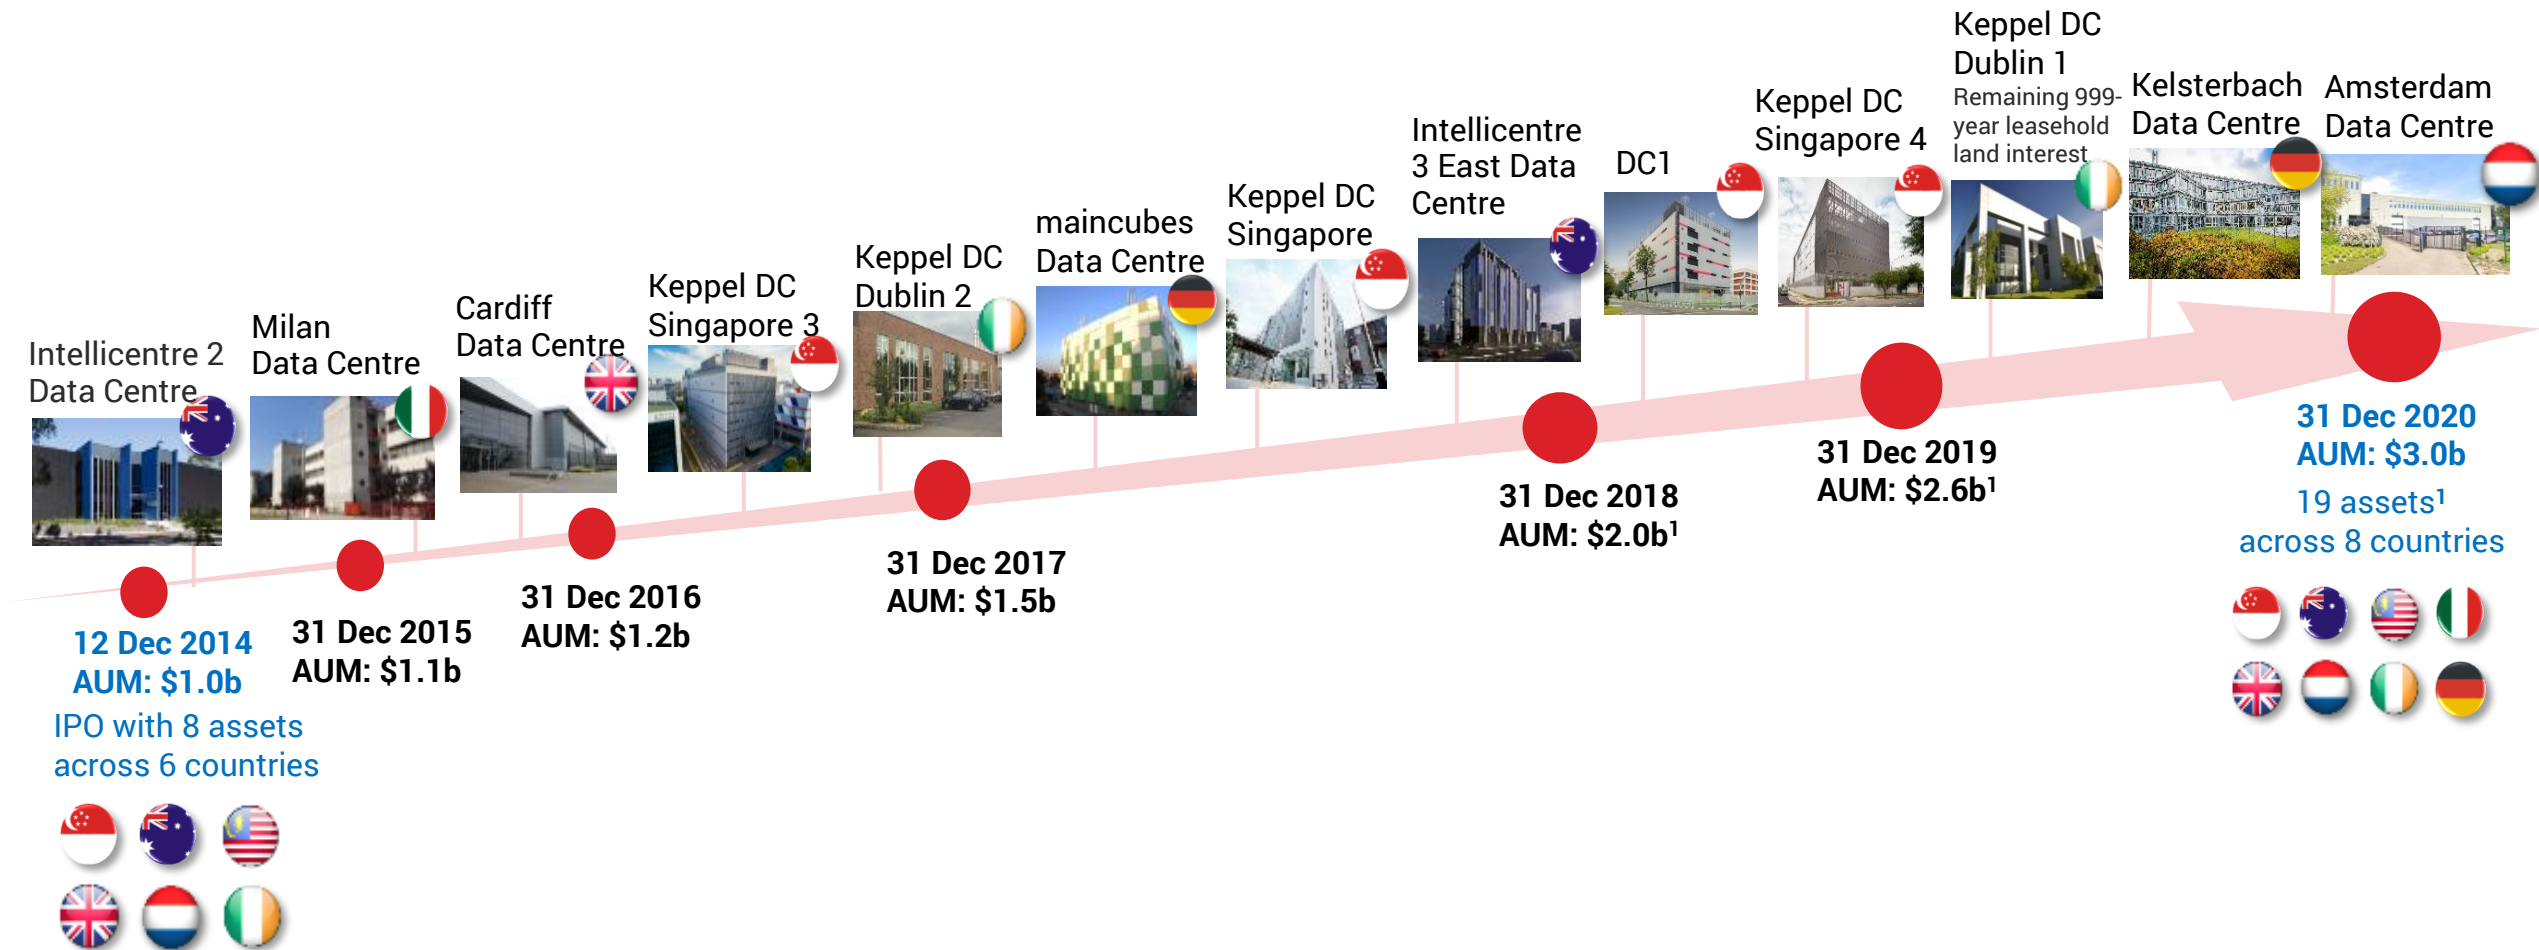 Intellicentre 2
Data Centre
Milan
Data Centre
Cardiff
Data Centre
Keppel DC
Singapore 3
Keppel DC
Dublin 2
maincubes
Data Centre
Keppel DC
Singapore
Intellicentre
3 East Data
Centre
DC1
Keppel DC
Singapore 4
Keppel DC
Dublin 1
Remaining 999-
year leasehold
land interest
Kelsterbach
Data Centre
Amsterdam
Data Centre
12 Dec 2014
AUM: $1.0b
IPO with 8 assets
across 6 countries
31 Dec 2015
AUM: $1.1b
31 Dec 2016
AUM: $1.2b
31 Dec 2017
AUM: $1.5b
31 Dec 2018
AUM: $2.0b¹
31 Dec 2019
AUM: $2.6b¹
31 Dec 2020
AUM: $3.0b
19 assets¹
across 8 countries